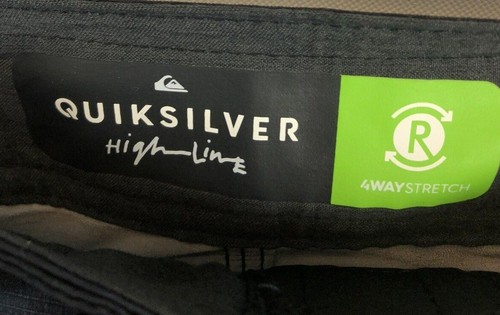 QUIKSILVER
HighLinE
R
4WAYSTRETCH